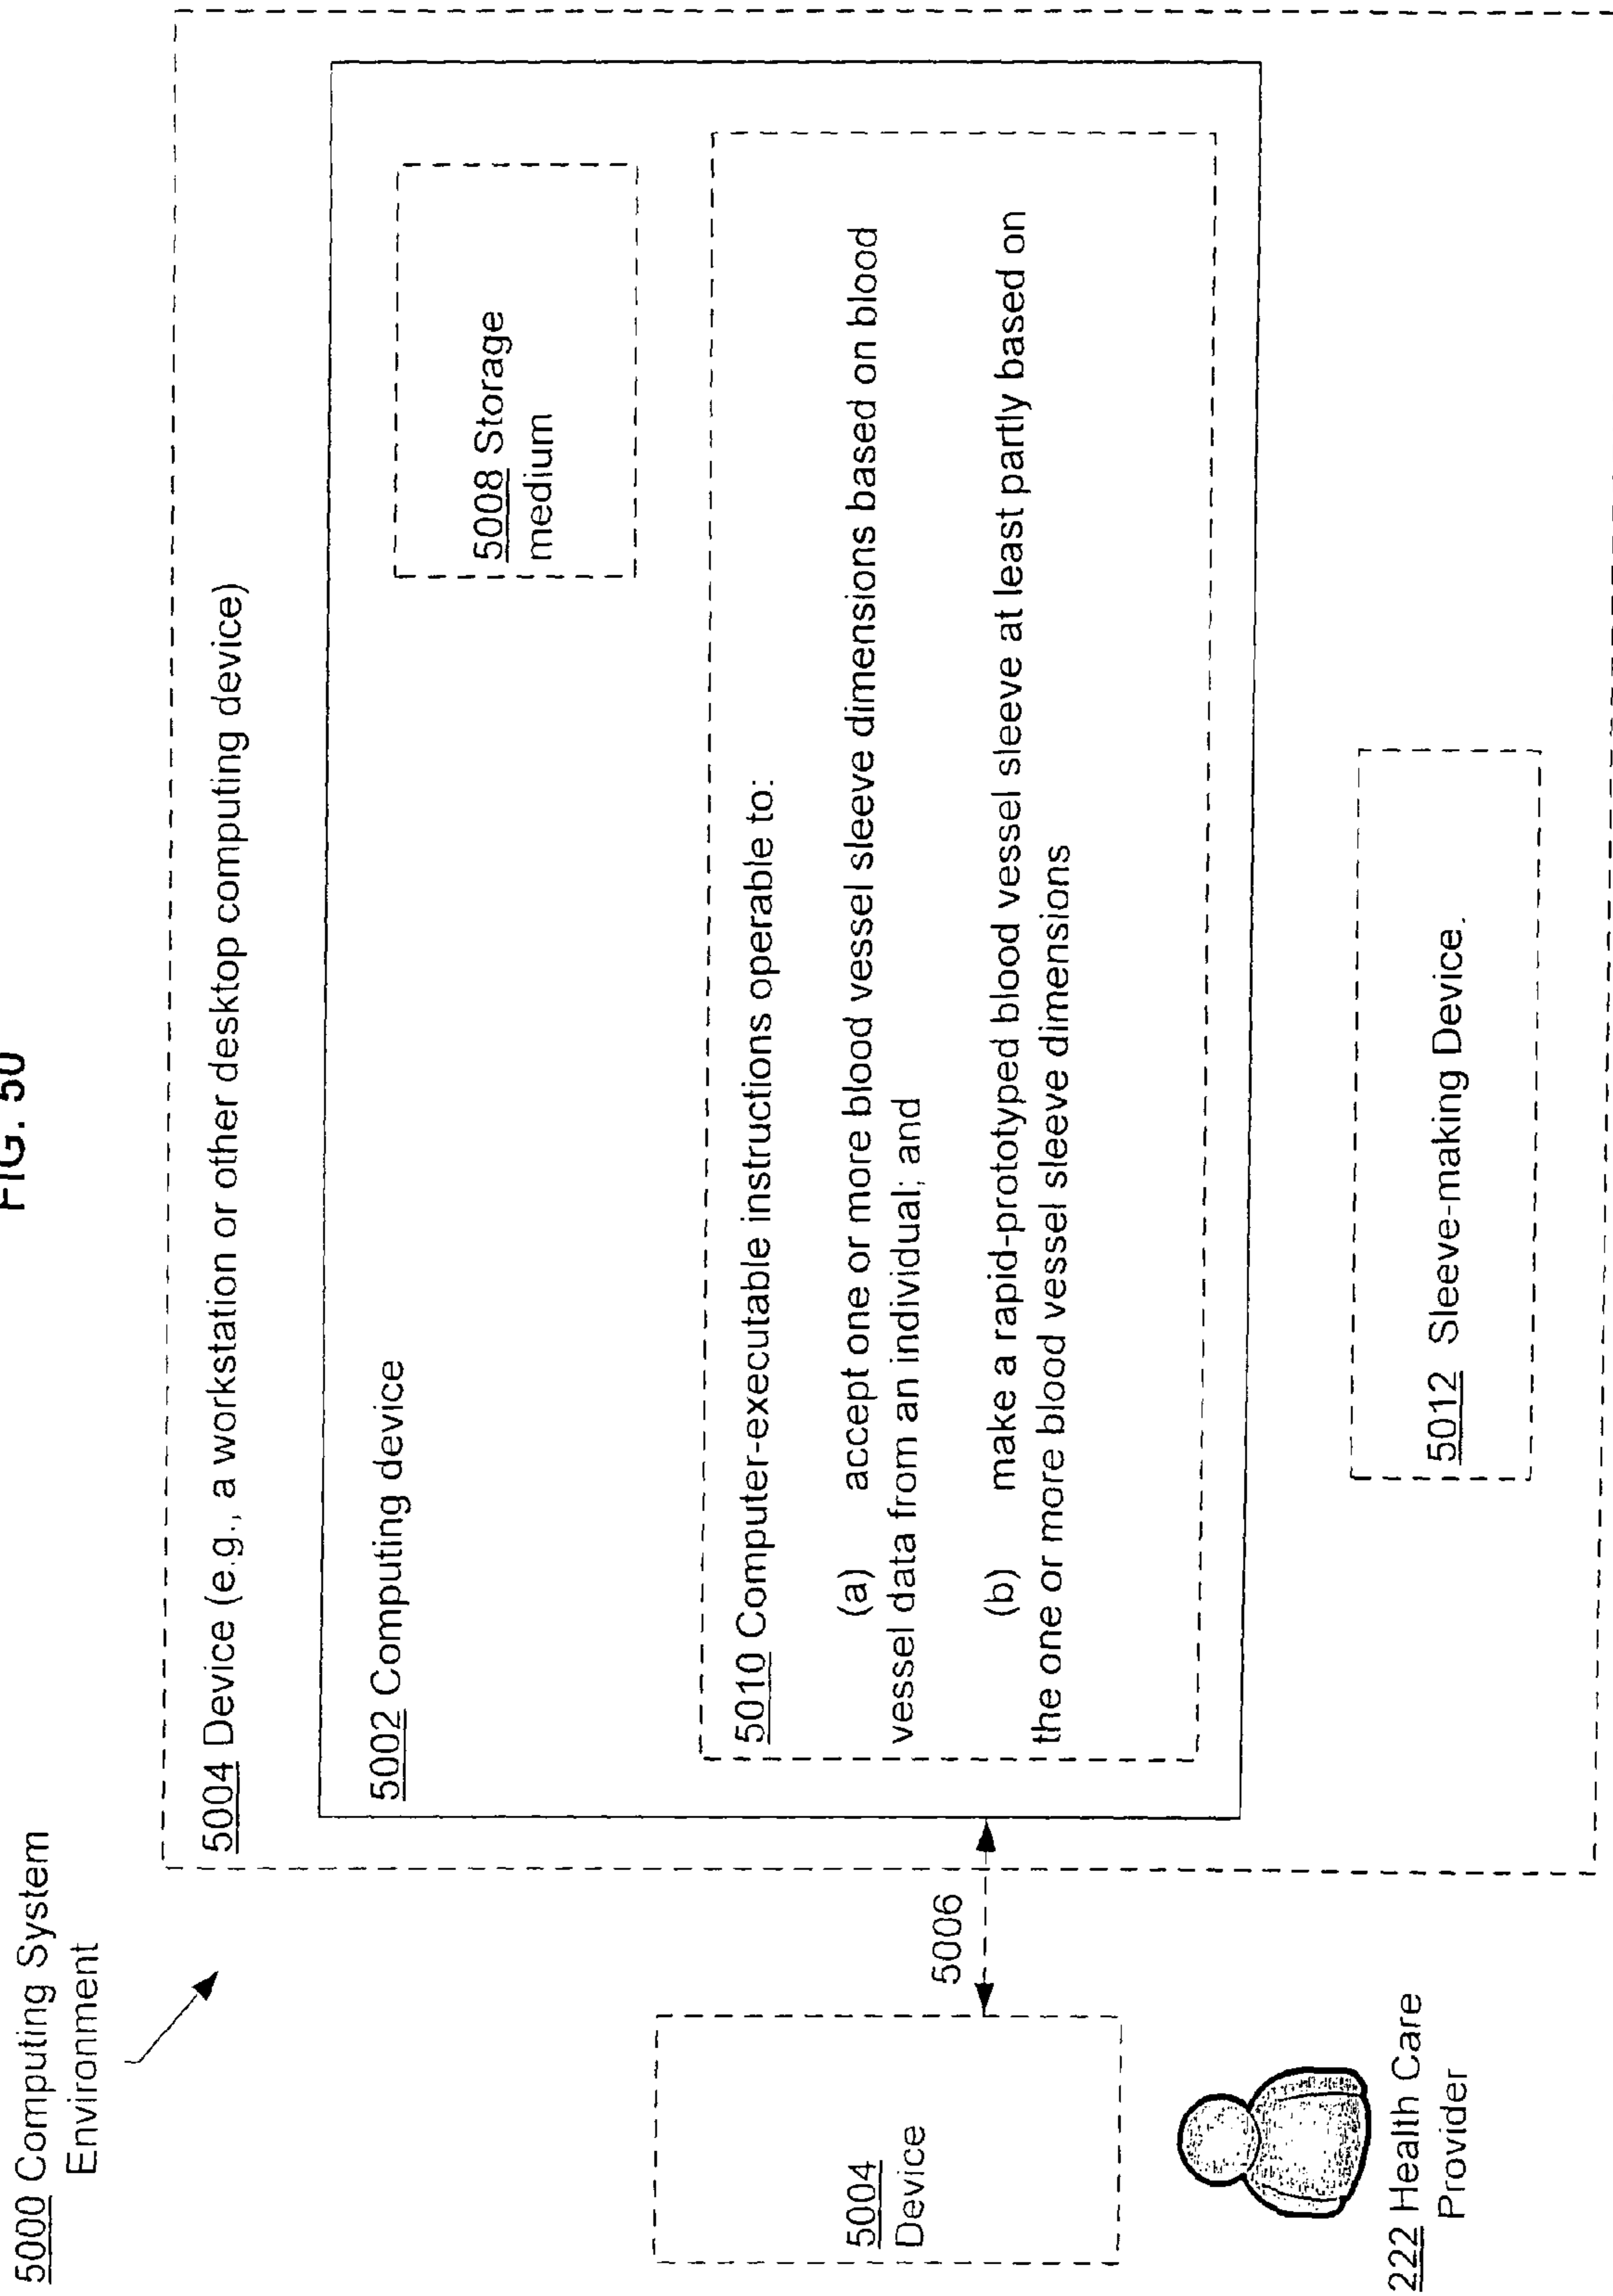 FIG. 50
5000 Computing System
Environment
5004 Device (e.g., a workstation or other desktop computing device)
5002 Computing device
5008 Storage
medium
5010 Computer-executable instructions operable to:
(a) accept one or more blood vessel sleeve dimensions based on blood
vessel data from an individual; and
(b) make a rapid-prototyped blood vessel sleeve at least partly based on
the one or more blood vessel sleeve dimensions
5006
5004
Device
5012 Sleeve-making Device.
222 Health Care
Provider